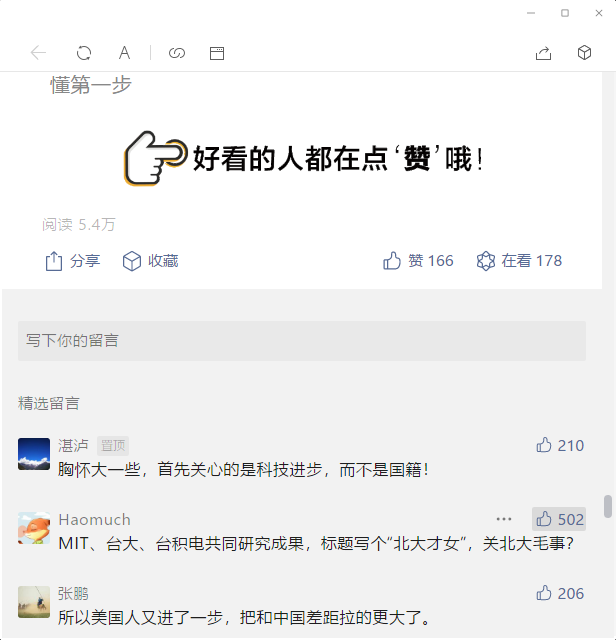 懂第一步
好看的人都在点‘赞’哦!
阅读 5.4万
分享 收藏 赞 166 在看 178
写下你的留言
精选留言
湛泸 置顶 210
胸怀大一些，首先关心的是科技进步，而不是国籍！
Haomuch 502
MIT、台大、台积电共同研究成果，标题写个“北大才女”，关北大毛事？
张鹏 206
所以美国人又进了一步，把和中国差距拉的更大了。